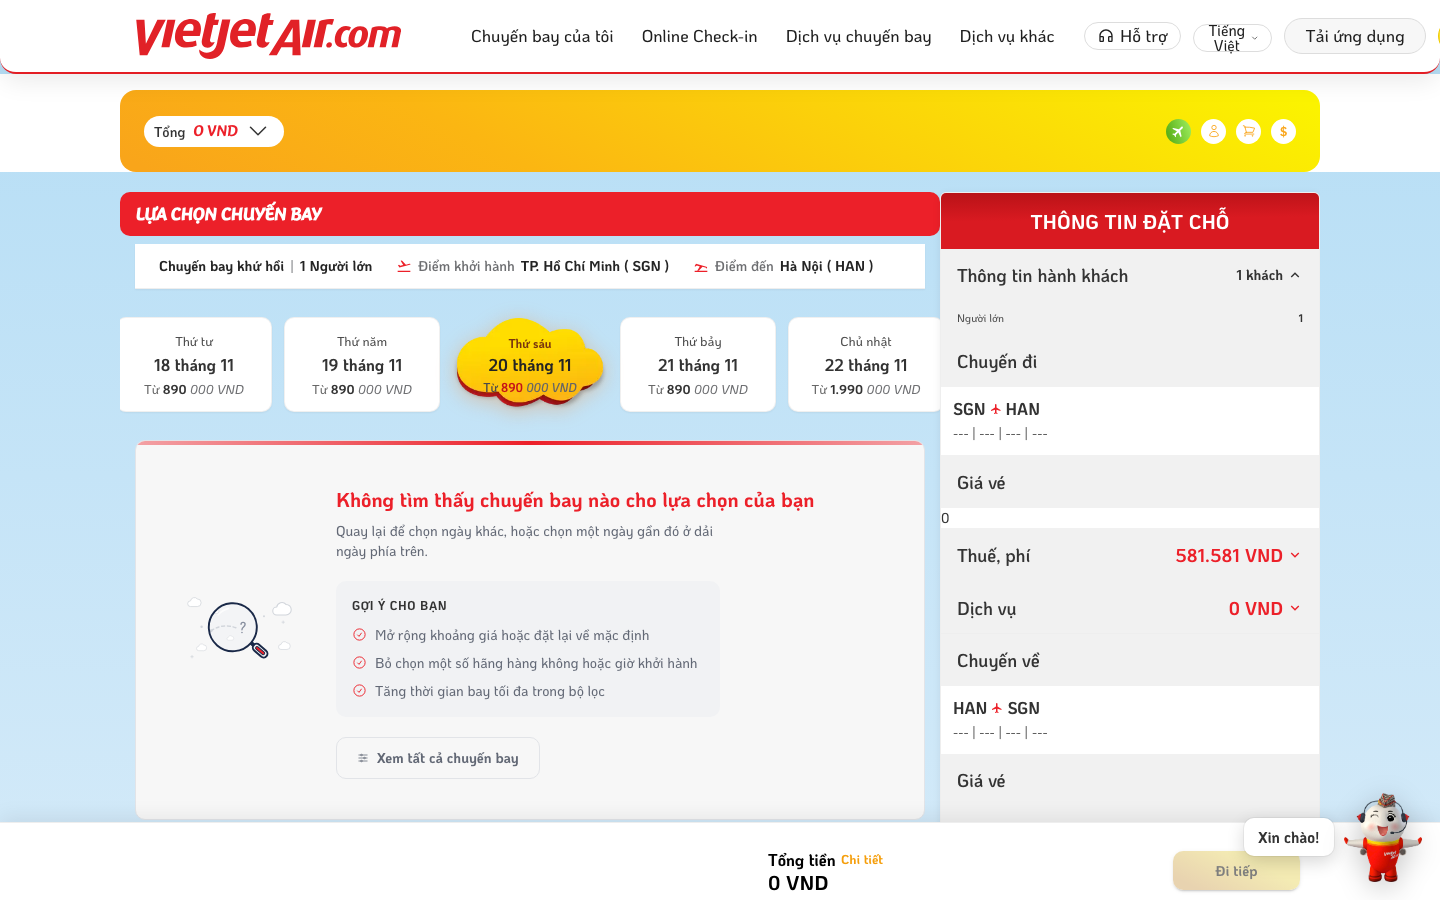 vietjetAir.com
Chuyến bay của tôi
Online Check-in
Dịch vụ chuyến bay
Dịch vụ khác
Hỗ trợ
Tiếng Việt
Tải ứng dụng
Tổng 0 VND
$
LỰA CHỌN CHUYẾN BAY
Chuyến bay khứ hồi | 1 Người lớn
Điểm khởi hành TP. Hồ Chí Minh ( SGN )
Điểm đến Hà Nội ( HAN )
Thứ tư
18 tháng 11
Từ 890 000 VND
Thứ năm
19 tháng 11
Từ 890 000 VND
Thứ sáu
20 tháng 11
Từ 890 000 VND
Thứ bảy
21 tháng 11
Từ 890 000 VND
Chủ nhật
22 tháng 11
Từ 1.990 000 VND
Không tìm thấy chuyến bay nào cho lựa chọn của bạn
Quay lại để chọn ngày khác, hoặc chọn một ngày gần đó ở dải
ngày phía trên.
?
GỢI Ý CHO BẠN
Mở rộng khoảng giá hoặc đặt lại về mặc định
Bỏ chọn một số hãng hàng không hoặc giờ khởi hành
Tăng thời gian bay tối đa trong bộ lọc
Xem tất cả chuyến bay
THÔNG TIN ĐẶT CHỖ
Thông tin hành khách 1 khách
Người lớn 1
Chuyến đi
SGN HAN
--- | --- | --- | ---
Giá vé
0
Thuế, phí 581.581 VND
Dịch vụ 0 VND
Chuyến về
HAN SGN
--- | --- | --- | ---
Giá vé
Tổng tiền Chi tiết
0 VND
Đi tiếp
Xin chào!